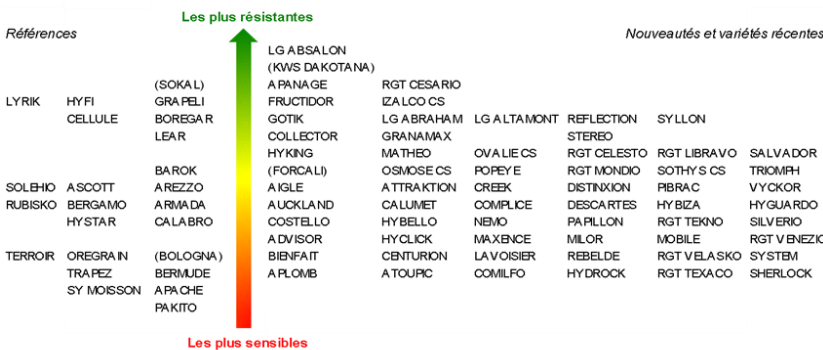 Les plus résistantes
Références Nouveautés et variétés récentes
LG ABSALON
(KWS DAKOTANA)
(SOKAL) APANAGE RGT CESARIO
LYRIK HYFI GRAPELI FRUCTIDOR IZALCO CS
CELLULE BOREGAR GOTIK LG ABRAHAM LG ALTAMONT REFLECTION SYLLON
LEAR COLLECTOR GRANAMAX STEREO
HYKING MATHEO OVALIE CS RGT CELESTO RGT LIBRAVO SALVADOR
BAROK (FORCALI) OSMOSE CS POPEYE RGT MONDIO SOTHYS CS TRIOMPH
SOLEHIO ASCOTT AREZZO AIGLE ATTRAKTION CREEK DISTINXION PIBRAC VYCKOR
RUBISKO BERGAMO ARMADA AUCKLAND CALUMET COMPLICE DESCARTES HYBIZA HYGUARDO
HYSTAR CALABRO COSTELLO HYBELLO NEMO PAPILLON RGT TEKNO SILVERIO
ADVISOR HYCLICK MAXENCE MILOR MOBILE RGT VENEZIO
TERROIR OREGRAIN (BOLOGNA) BIENFAIT CENTURION LAVOISIER REBELDE RGT VELASKO SYSTEM
TRAPEZ BERMUDE APLOMB ATOUPIC COMILFO HYDROCK RGT TEXACO SHERLOCK
SY MOISSON APACHE
PAKITO
Les plus sensibles